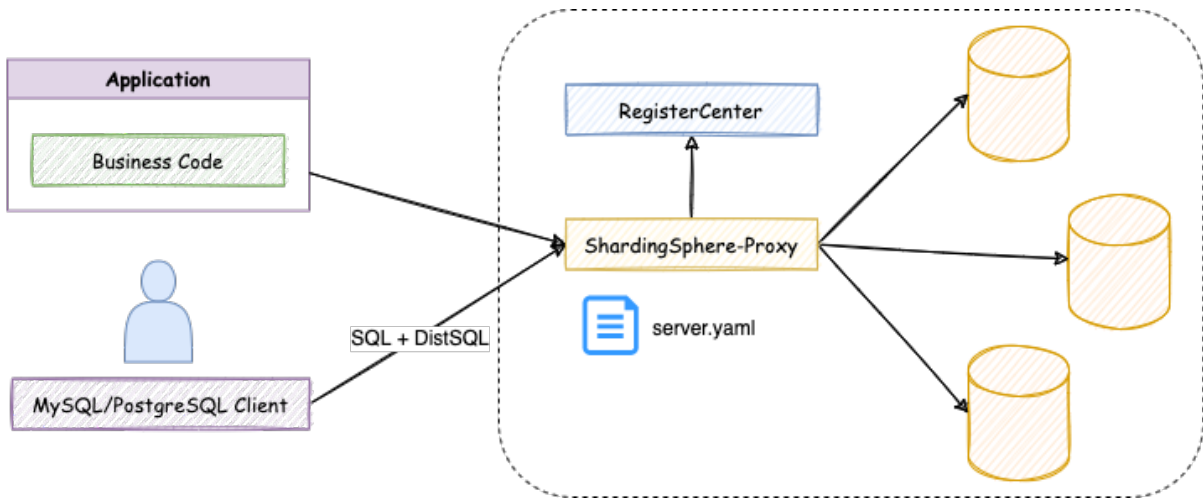 Application
Business Code
RegisterCenter
ShardingSphere-Proxy
server.yaml
SQL + DistSQL
MySQL/PostgreSQL Client